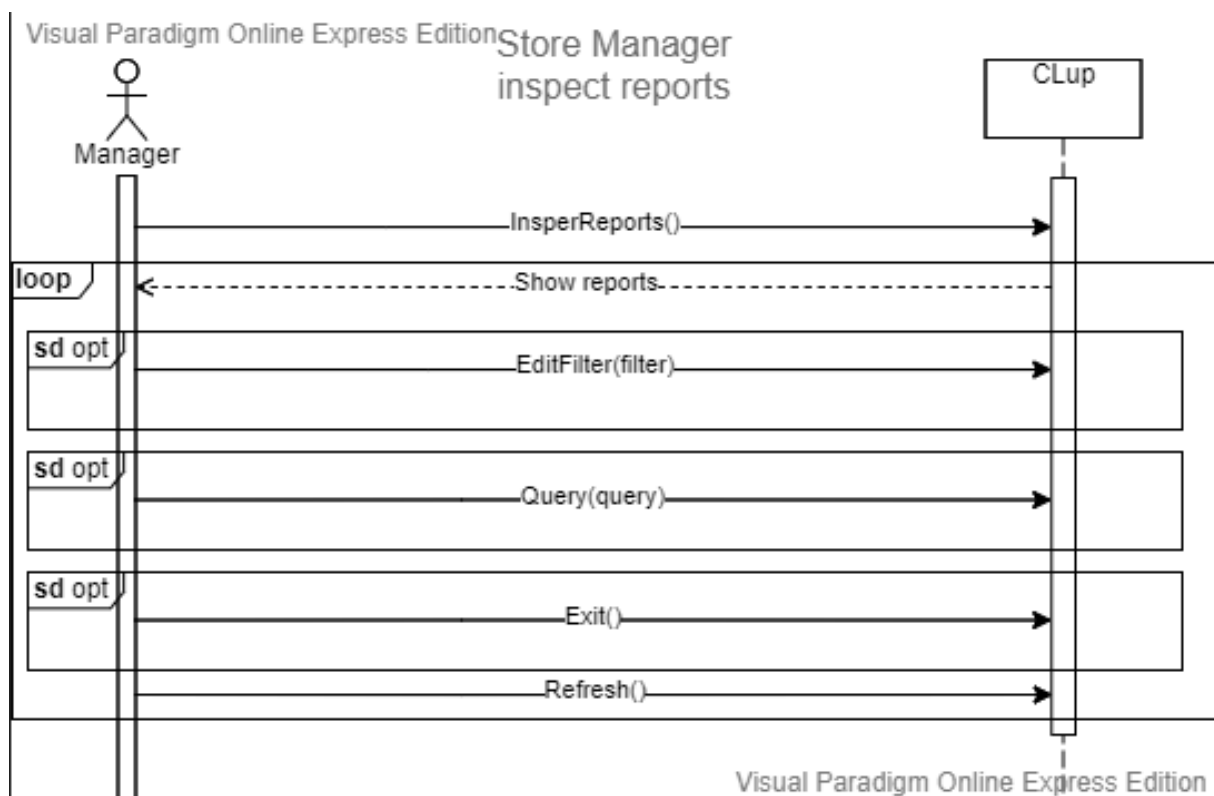 Visual Paradigm Online Express Edition
Store Manager
inspect reports
CLup
Manager
InsperReports()
loop
Show reports
sd opt
EditFilter(filter)
sd opt
Query(query)
sd opt
Exit()
Refresh()
Visual Paradigm Online Express Edition